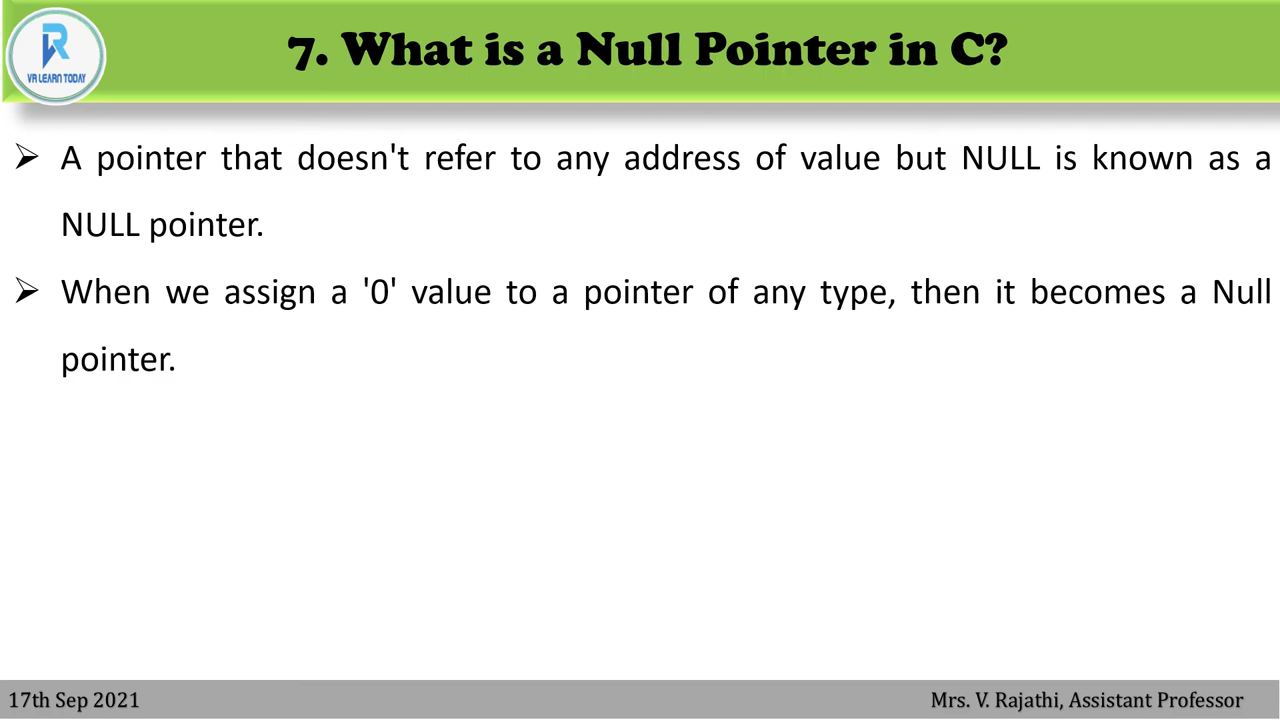 7. What is a Null Pointer in C?
VR LEARN TODAY
➢ A pointer that doesn't refer to any address of value but NULL is known as a
NULL pointer.
➢ When we assign a '0' value to a pointer of any type, then it becomes a Null
pointer.
17th Sep 2021
Mrs. V. Rajathi, Assistant Professor